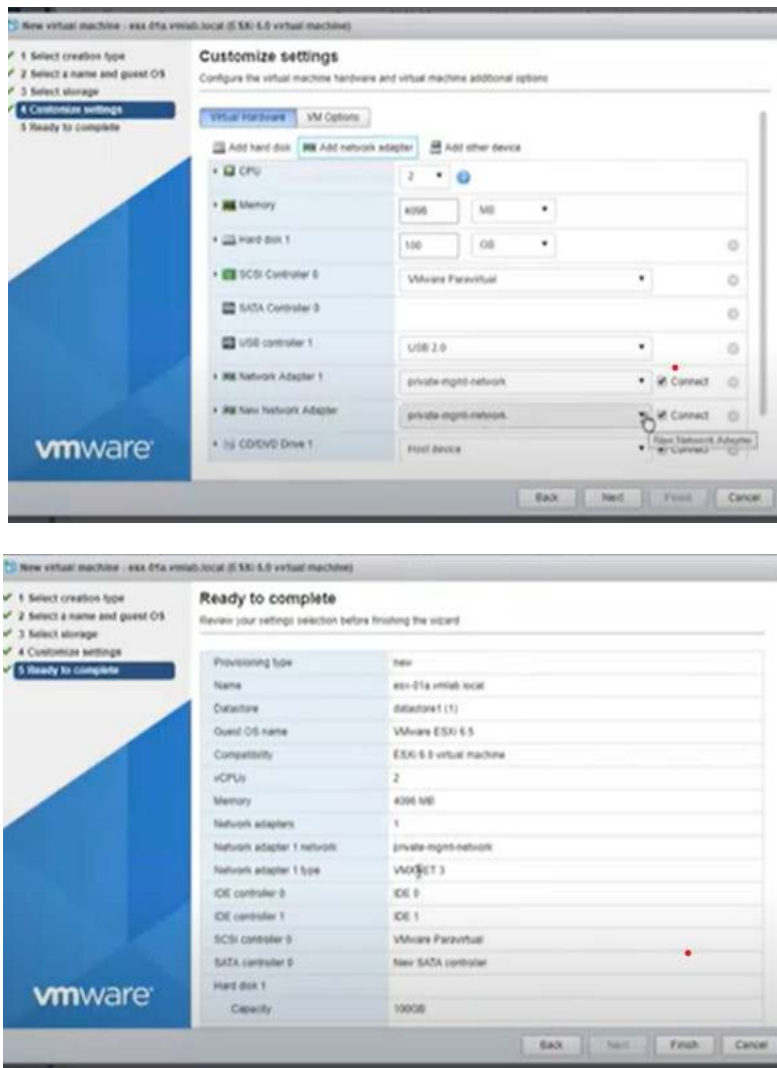 New virtual machine - esx-01a.vmlab.local (ESXi 6.0 virtual machine)
1 Select creation type
2 Select a name and guest OS
3 Select storage
4 Customize settings
5 Ready to complete
Customize settings
Configure the virtual machine hardware and virtual machine additional options
Virtual Hardware VM Options
Add hard disk Add network adapter Add other device
CPU 2
Memory 4096 MB
Hard disk 1 100 GB
SCSI Controller 0 VMware Paravirtual
SATA Controller 0
USB controller 1 USB 2.0
Network Adapter 1 private-mgmt-network Connect
New Network Adapter private-mgmt-network Connect
New Network Adapter
CD/DVD Drive 1 Host device Connect
vmware
Back Next Finish Cancel
New virtual machine - esx-01a.vmlab.local (ESXi 6.0 virtual machine)
1 Select creation type
2 Select a name and guest OS
3 Select storage
4 Customize settings
5 Ready to complete
Ready to complete
Review your settings selection before finishing the wizard
Provisioning type new
Name esx-01a.vmlab.local
Datastore datastore1 (1)
Guest OS name VMware ESXi 6.5
Compatibility ESXi 6.0 virtual machine
vCPUs 2
Memory 4096 MB
Network adapters 1
Network adapter 1 network private-mgmt-network
Network adapter 1 type VMXNET 3
IDE controller 0 IDE 0
IDE controller 1 IDE 1
SCSI controller 0 VMware Paravirtual
SATA controller 0 New SATA controller
Hard disk 1
Capacity 100GB
vmware
Back Next Finish Cancel